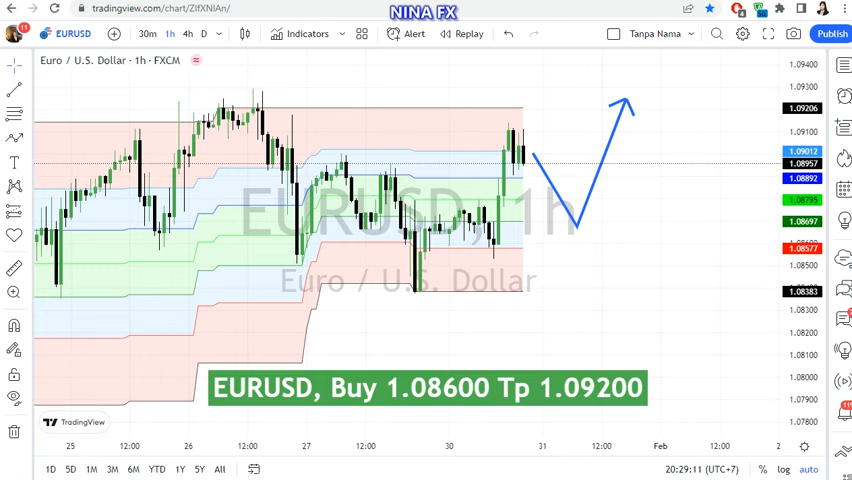 tradingview.com/chart/ZIfXNIAn/
NINA FX
11
EURUSD
30m 1h 4h D
Indicators
Alert
Replay
Tanpa Nama
Publish
Euro / U.S. Dollar · 1h · FXCM
EURUSD, 1h
Euro / U.S. Dollar
1.09400
1.09300
1.09206
1.09100
1.09012
1.08957
1.08892
1.08795
1.08697
1.08577
1.08500
1.08383
1.08300
1.08200
1.08100
1.08000
1.07900
1.07800
EURUSD, Buy 1.08600 Tp 1.09200
TradingView
25 12:00 26 12:00 27 12:00 30 31 12:00 Feb 12:00 2
1D 5D 1M 3M 6M YTD 1Y 5Y All
20:29:11 (UTC+7) % log auto